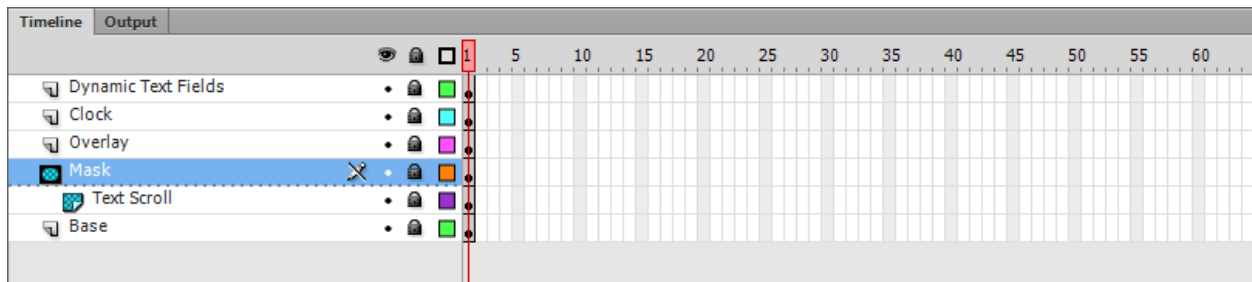 Timeline Output
1 5 10 15 20 25 30 35 40 45 50 55 60
Dynamic Text Fields
Clock
Overlay
Mask
Text Scroll
Base